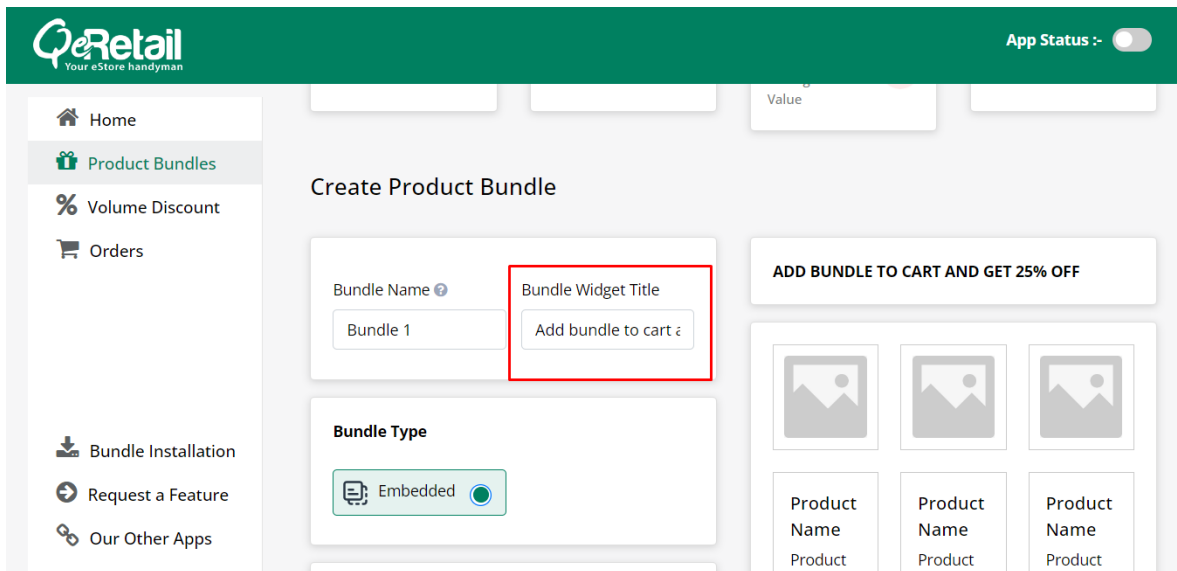 QeRetail
Your eStore handyman
App Status :-
Home
Product Bundles
Volume Discount
Orders
Bundle Installation
Request a Feature
Our Other Apps
Value
Create Product Bundle
Bundle Name
Bundle Widget Title
Bundle 1
Add bundle to cart a
Bundle Type
Embedded
ADD BUNDLE TO CART AND GET 25% OFF
Product
Name
Product
Product
Name
Product
Product
Name
Product